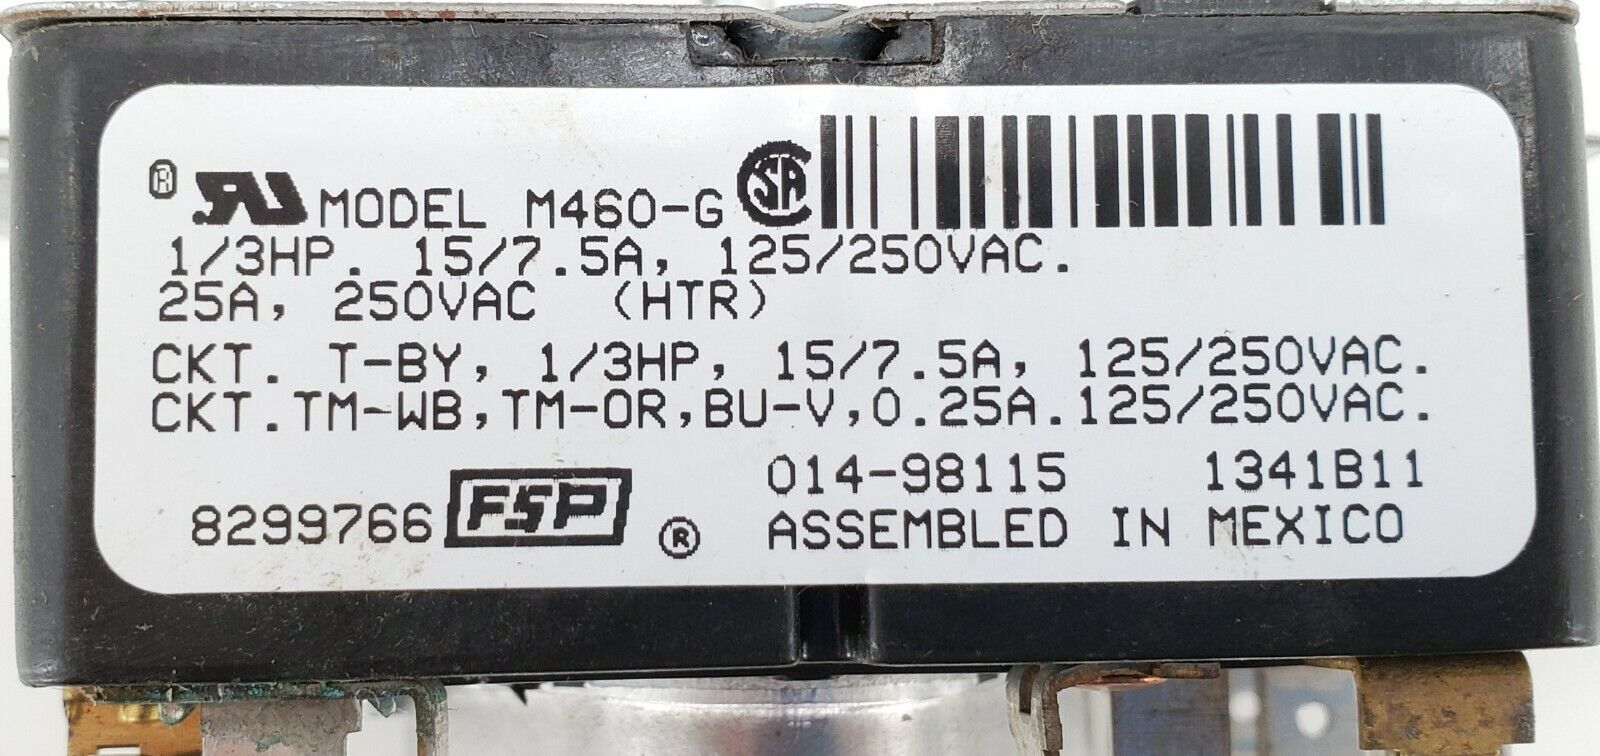 ® RU MODEL M460-G CSA
1/3HP. 15/7.5A, 125/250VAC.
25A, 250VAC (HTR)
CKT. T-BY, 1/3HP, 15/7.5A, 125/250VAC.
CKT.TM-WB,TM-OR,BU-V,0.25A.125/250VAC.
014-98115 1341B11
8299766 FSP ® ASSEMBLED IN MEXICO